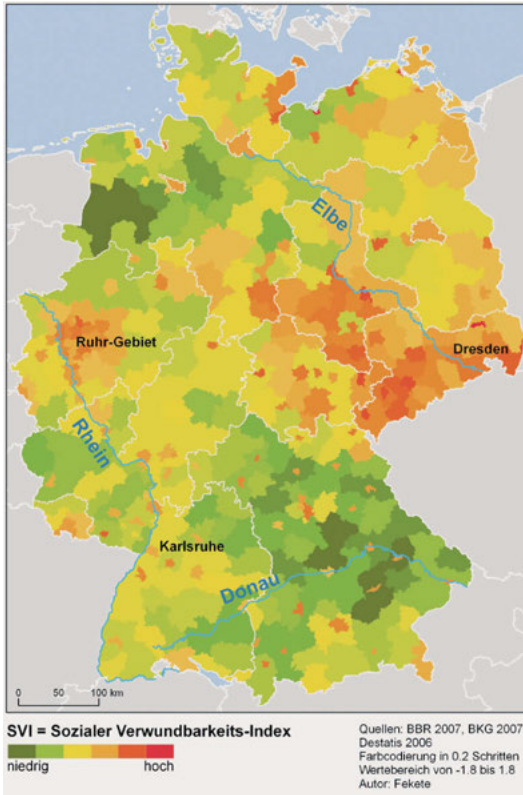 Elbe
Ruhr-Gebiet
Dresden
Rhein
Karlsruhe
Donau
0 50 100 km
SVI = Sozialer Verwundbarkeits-Index
niedrig hoch
Quellen: BBR 2007, BKG 2007
Destatis 2006
Farbcodierung in 0.2 Schritten
Wertebereich von -1.8 bis 1.8
Autor: Fekete